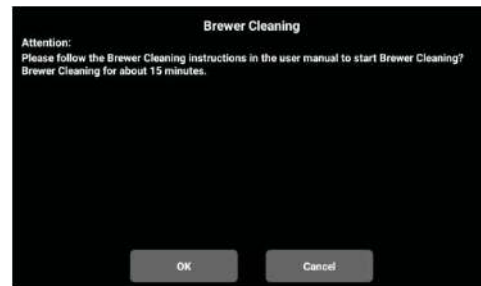 Brewer Cleaning
Attention:
Please follow the Brewer Cleaning instructions in the user manual to start Brewer Cleaning?
Brewer Cleaning for about 15 minutes.
OK
Cancel